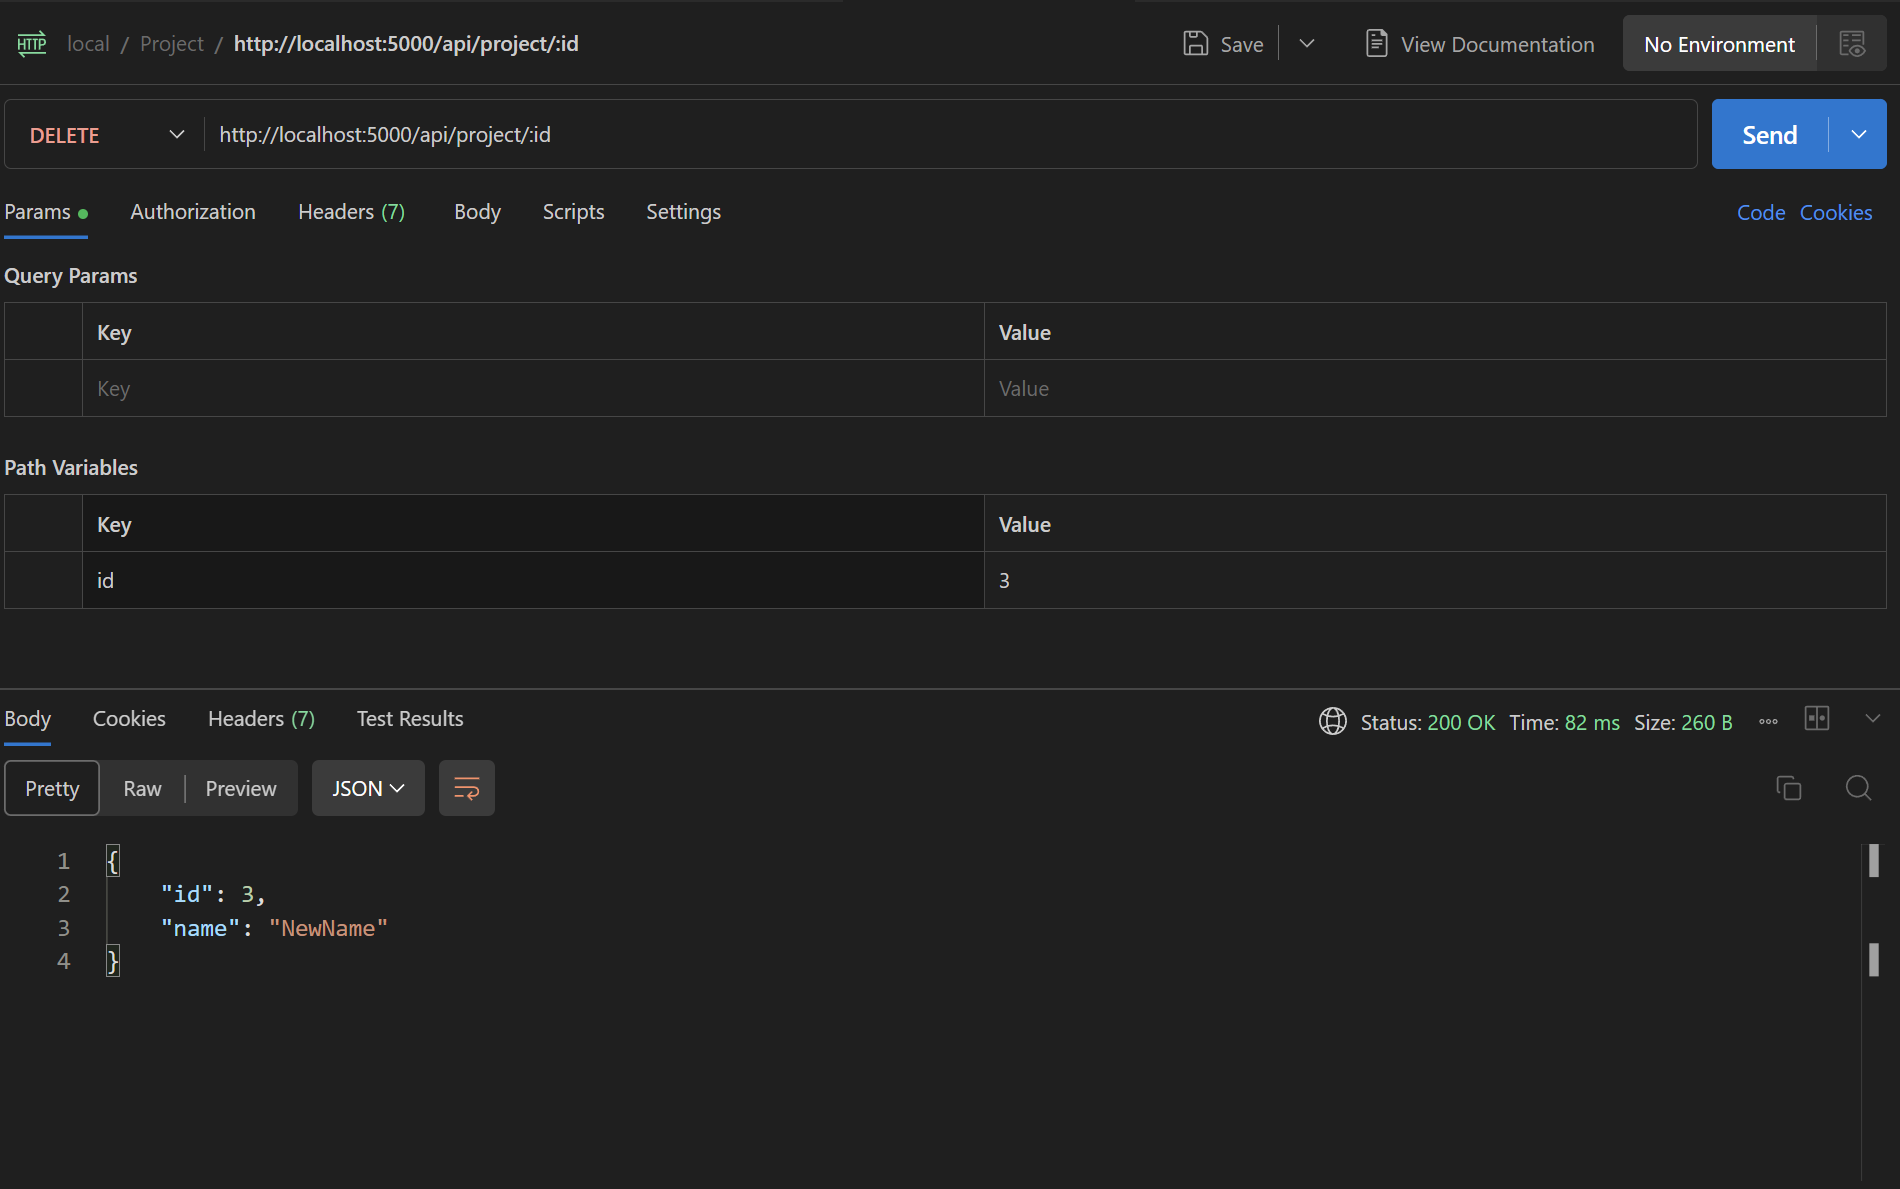 HTTP local / Project / http://localhost:5000/api/project/:id Save View Documentation No Environment
DELETE http://localhost:5000/api/project/:id Send
Params Authorization Headers (7) Body Scripts Settings Code Cookies
Query Params
Key Value
Key Value
Path Variables
Key Value
id 3
Body Cookies Headers (7) Test Results Status: 200 OK Time: 82 ms Size: 260 B
Pretty Raw Preview JSON
1 {
2 "id": 3,
3 "name": "NewName"
4 }